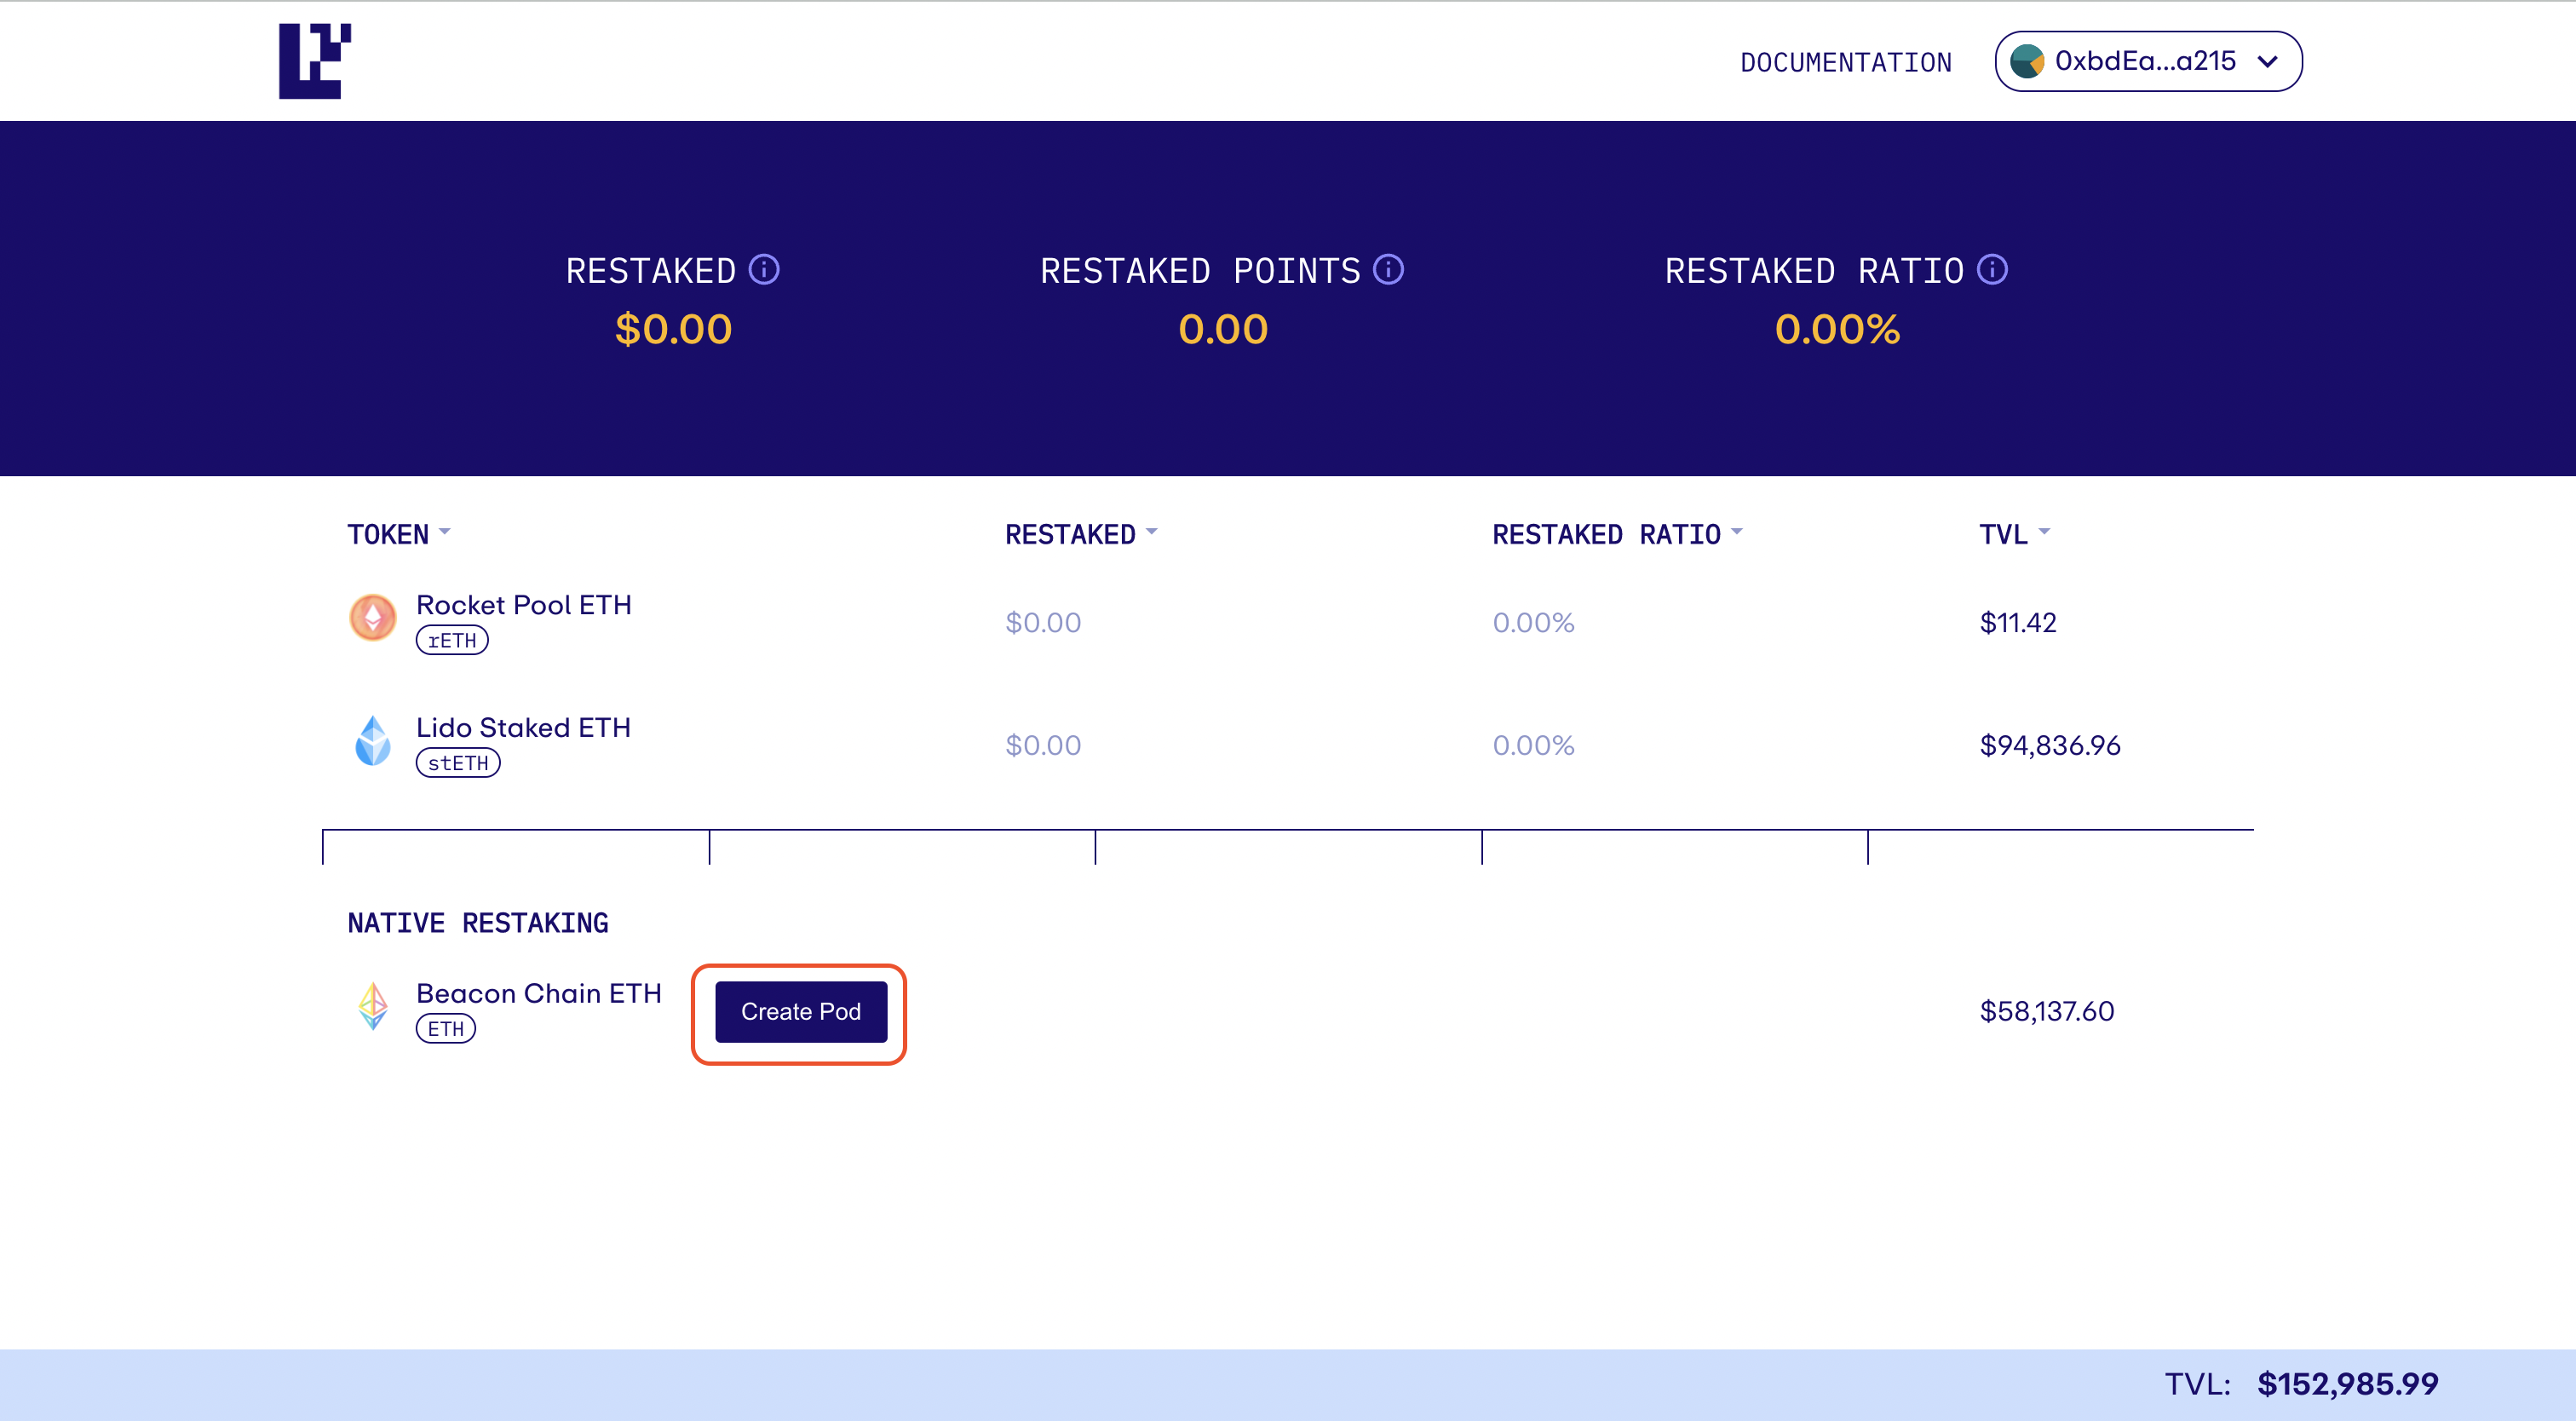 DOCUMENTATION 0xbdEa...a215
RESTAKED RESTAKED POINTS RESTAKED RATIO
$0.00 0.00 0.00%
TOKEN RESTAKED RESTAKED RATIO TVL
Rocket Pool ETH
rETH
$0.00 0.00% $11.42
Lido Staked ETH
stETH
$0.00 0.00% $94,836.96
NATIVE RESTAKING
Beacon Chain ETH
ETH
Create Pod $58,137.60
TVL: $152,985.99